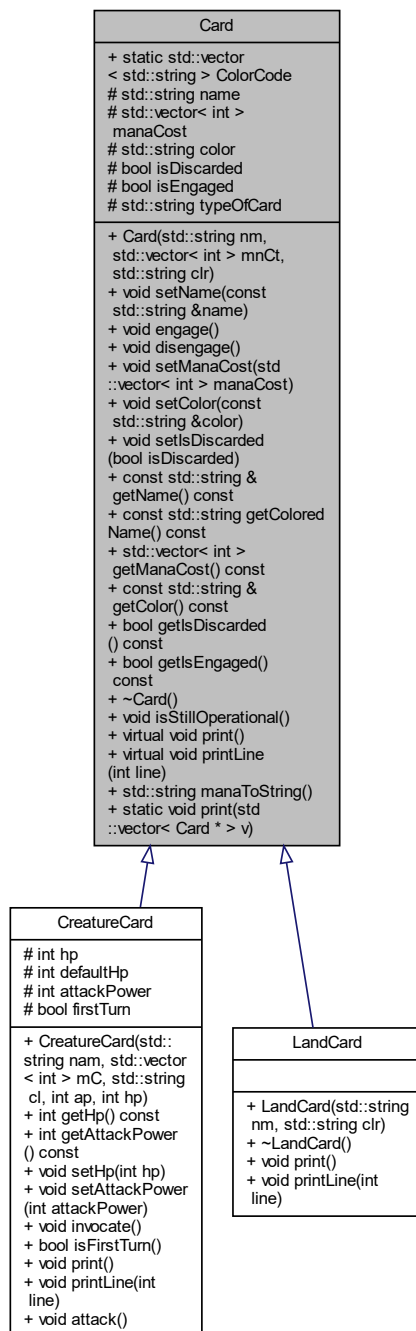 Card
+ static std::vector
< std::string > ColorCode
# std::string name
# std::vector< int >
manaCost
# std::string color
# bool isDiscarded
# bool isEngaged
# std::string typeOfCard
+ Card(std::string nm,
std::vector< int > mnCt,
std::string clr)
+ void setName(const
std::string &name)
+ void engage()
+ void disengage()
+ void setManaCost(std
::vector< int > manaCost)
+ void setColor(const
std::string &color)
+ void setIsDiscarded
(bool isDiscarded)
+ const std::string &
getName() const
+ const std::string getColored
Name() const
+ std::vector< int >
getManaCost() const
+ const std::string &
getColor() const
+ bool getIsDiscarded
() const
+ bool getIsEngaged()
const
+ ~Card()
+ void isStillOperational()
+ virtual void print()
+ virtual void printLine
(int line)
+ std::string manaToString()
+ static void print(std
::vector< Card * > v)
CreatureCard
# int hp
# int defaultHp
# int attackPower
# bool firstTurn
+ CreatureCard(std::
string nam, std::vector
< int > mC, std::string
cl, int ap, int hp)
+ int getHp() const
+ int getAttackPower
() const
+ void setHp(int hp)
+ void setAttackPower
(int attackPower)
+ void invocate()
+ bool isFirstTurn()
+ void print()
+ void printLine(int
line)
+ void attack()
LandCard
+ LandCard(std::string
nm, std::string clr)
+ ~LandCard()
+ void print()
+ void printLine(int
line)